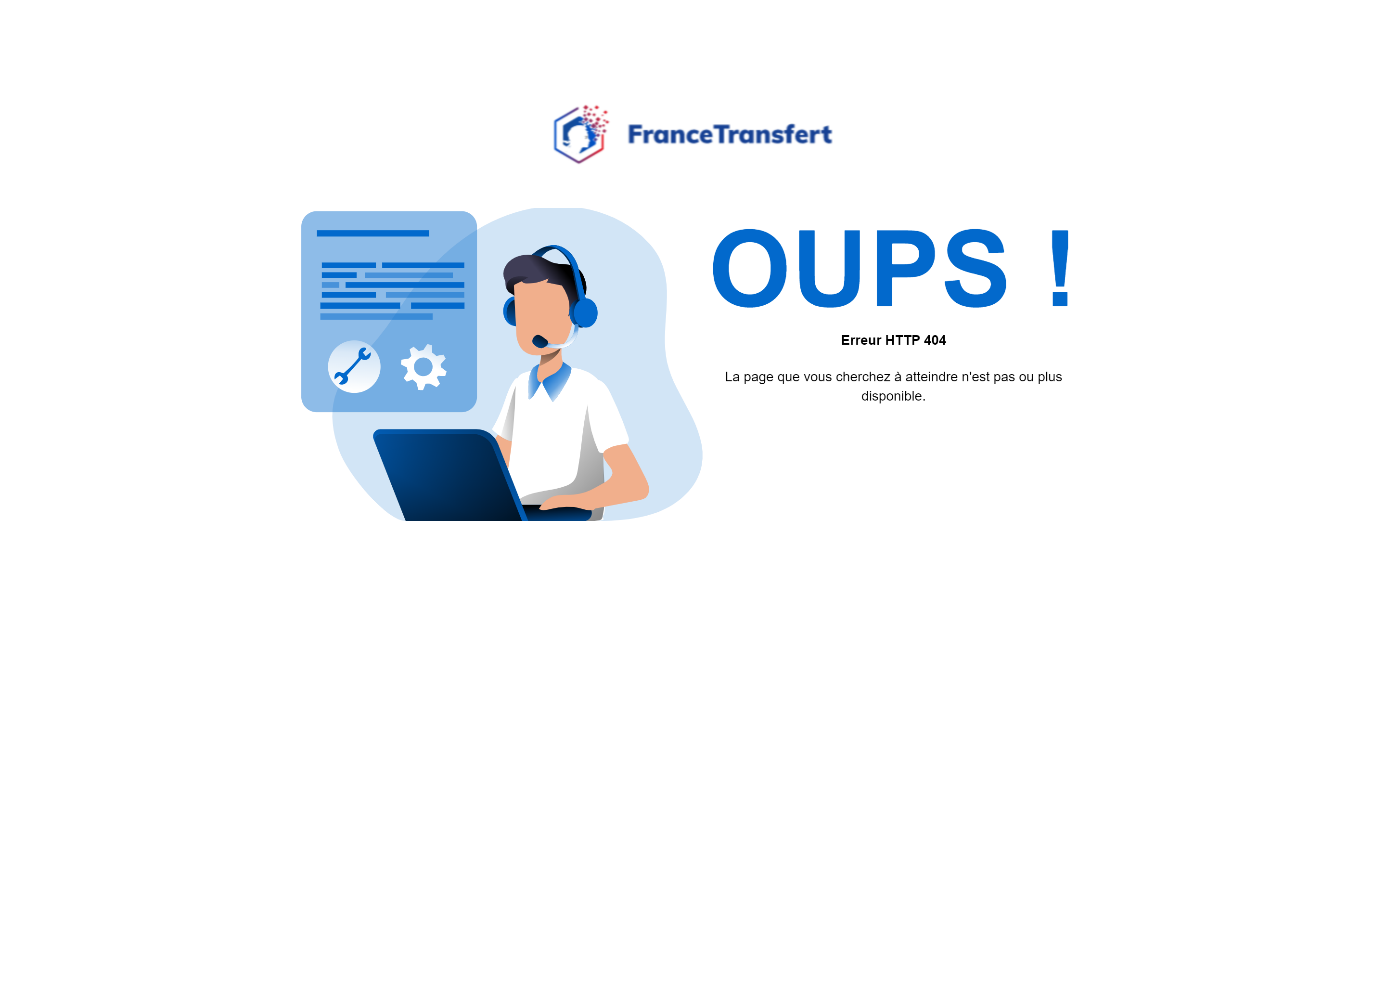 FranceTransfert
OUPS !
Erreur HTTP 404
La page que vous cherchez à atteindre n'est pas ou plus
disponible.